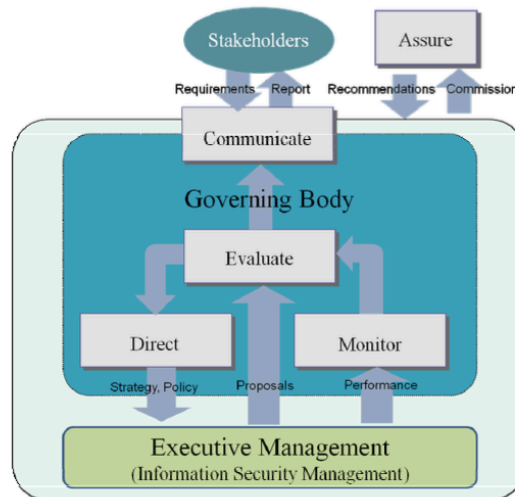 Stakeholders
Assure
Requirements
Report
Recommendations
Commission
Communicate
Governing Body
Evaluate
Direct
Monitor
Strategy, Policy
Proposals
Performance
Executive Management
(Information Security Management)